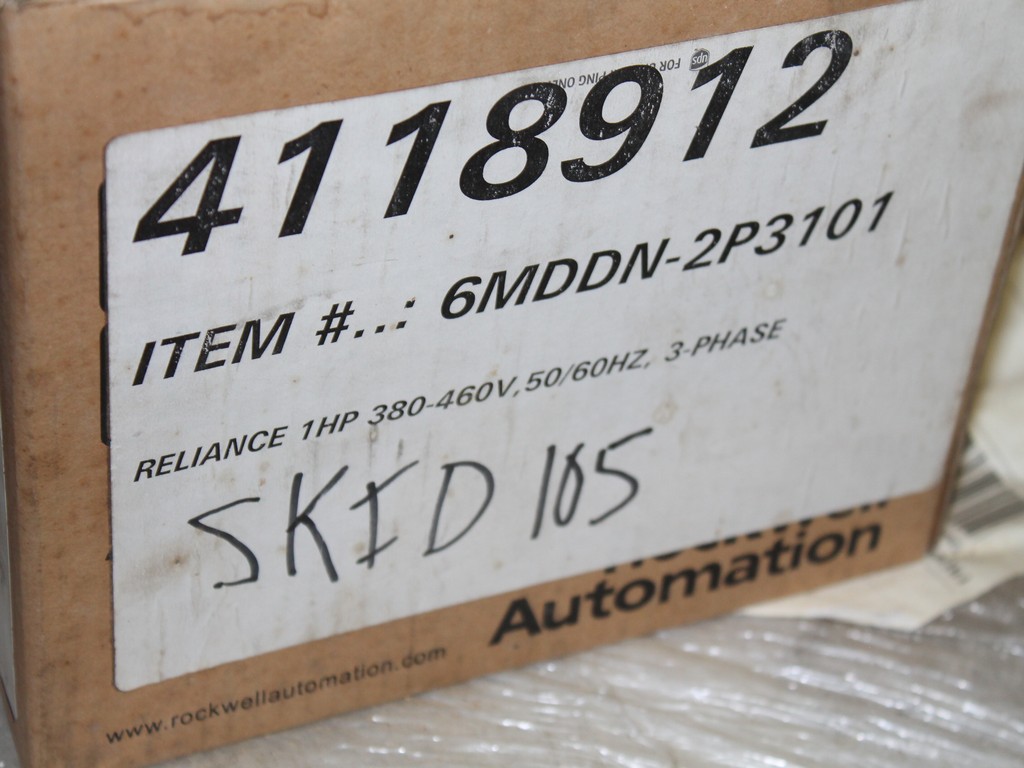 4118912
ITEM #..: 6MDDN-2P3101
RELIANCE 1HP 380-460V,50/60HZ, 3-PHASE
SKID 105
Automation
www.rockwellautomation.com